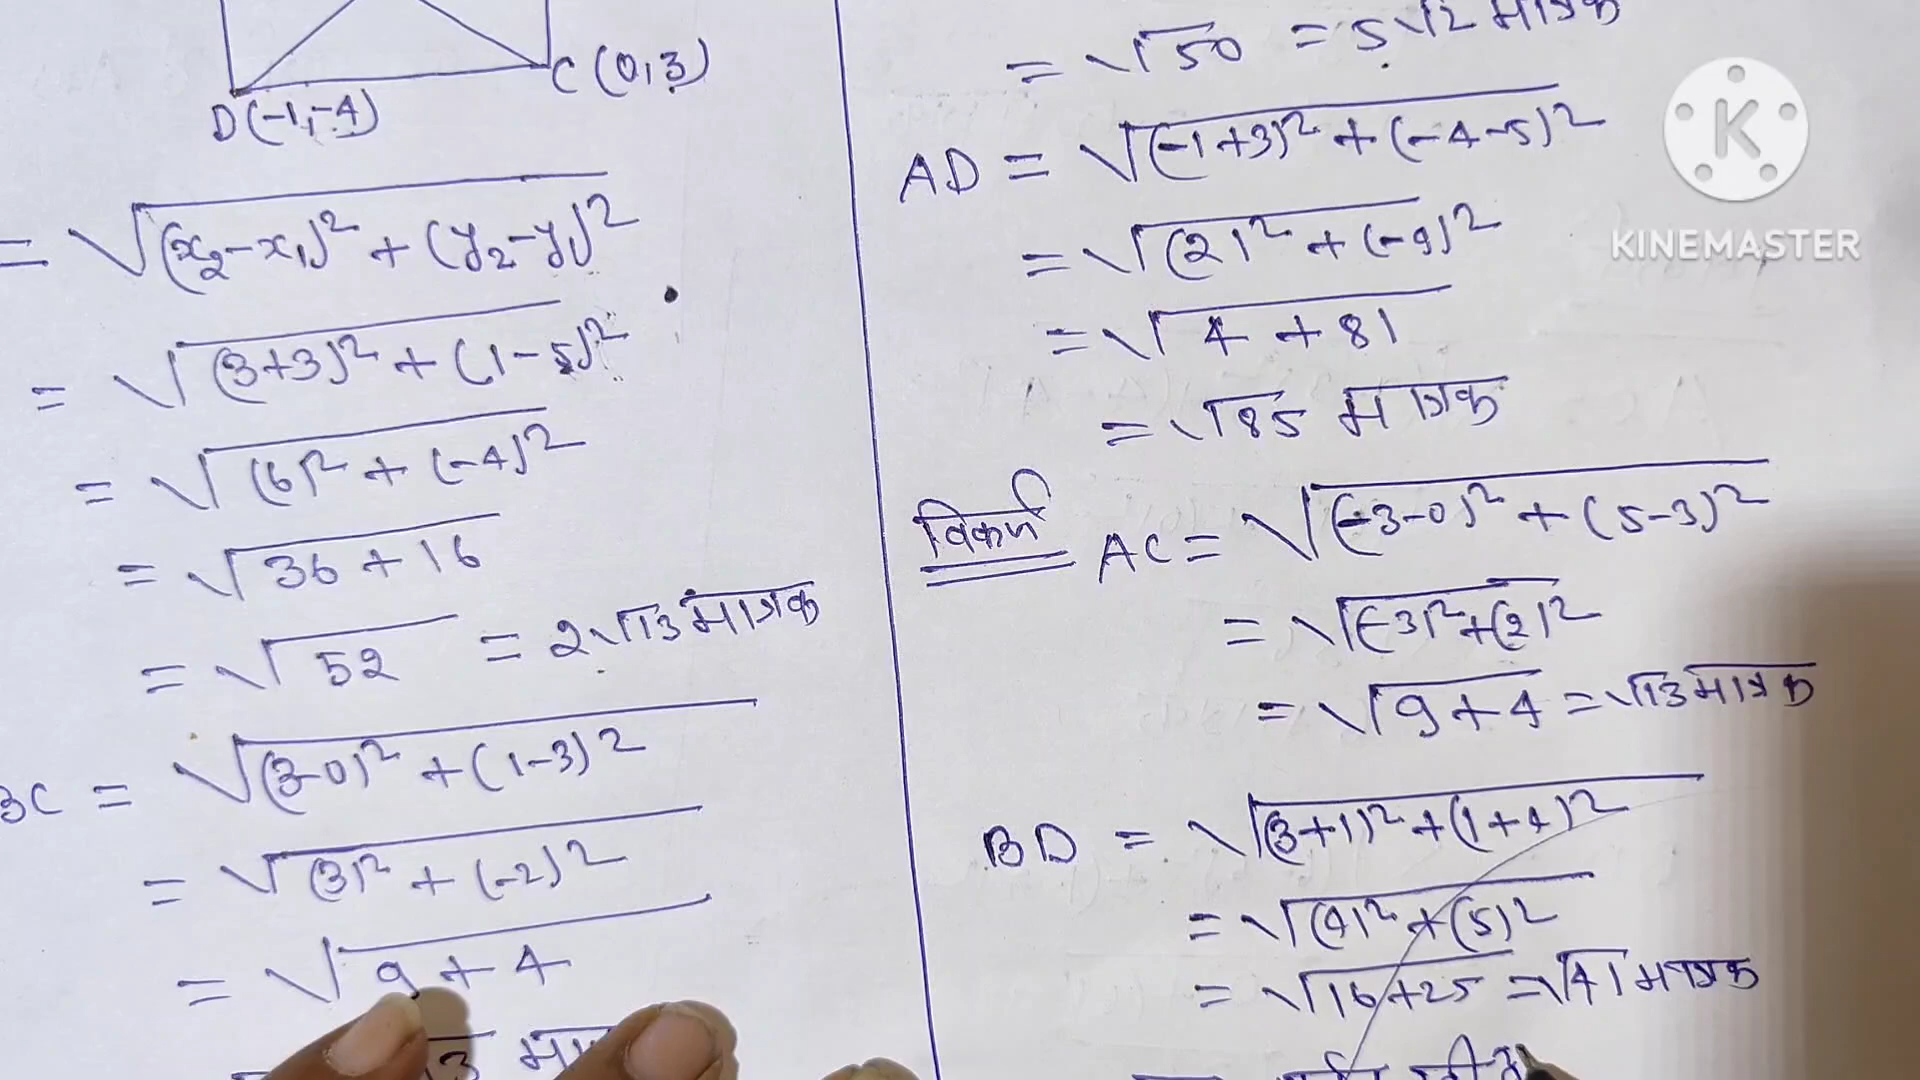 C(0,3)
D(-1,-4)
= √(x₂-x₁)² + (y₂-y₁)²
= √(3+3)² + (1-5)²
= √(6)² + (-4)²
= √36+16
= √52 = 2√13 मात्रक
BC = √(3-0)² + (1-3)²
= √(3)² + (-2)²
= √9+4
= √50 = 5√2 मात्रक
AD = √(-1+3)² + (-4-5)²
= √(2)² + (-9)²
= √4 + 81
= √85 मात्रक
विकर्ण AC = √(-3-0)² + (5-3)²
= √(-3)² + (2)²
= √9+4 = √13 मात्रक
BD = √(3+1)² + (1+4)²
= √(4)² + (5)²
= √16+25 = √41 मात्रक
K
KINEMASTER